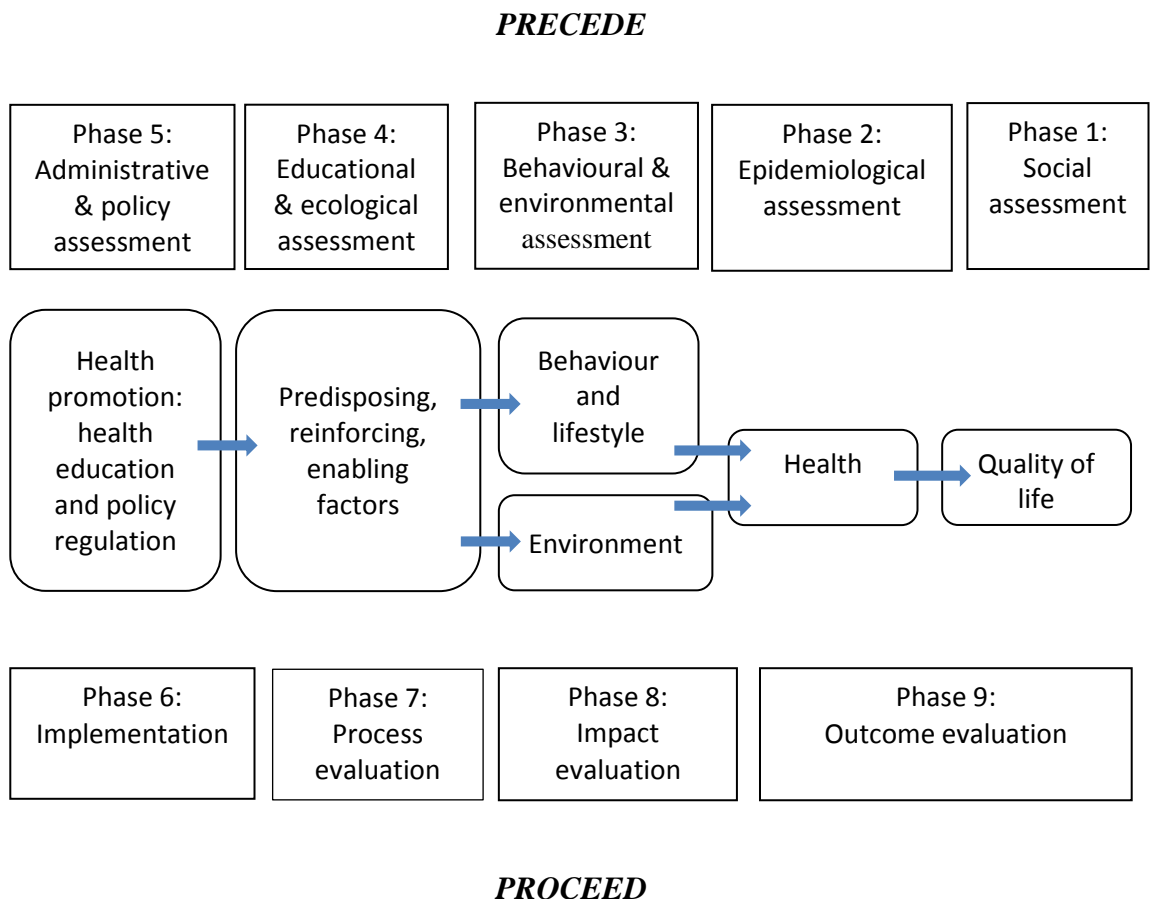 PRECEDE
Phase 5:
Administrative
& policy
assessment
Phase 4:
Educational
& ecological
assessment
Phase 3:
Behavioural &
environmental
assessment
Phase 2:
Epidemiological
assessment
Phase 1:
Social
assessment
Health
promotion:
health
education
and policy
regulation
Predisposing,
reinforcing,
enabling
factors
Behaviour
and
lifestyle
Environment
Health
Quality of
life
Phase 6:
Implementation
Phase 7:
Process
evaluation
Phase 8:
Impact
evaluation
Phase 9:
Outcome evaluation
PROCEED